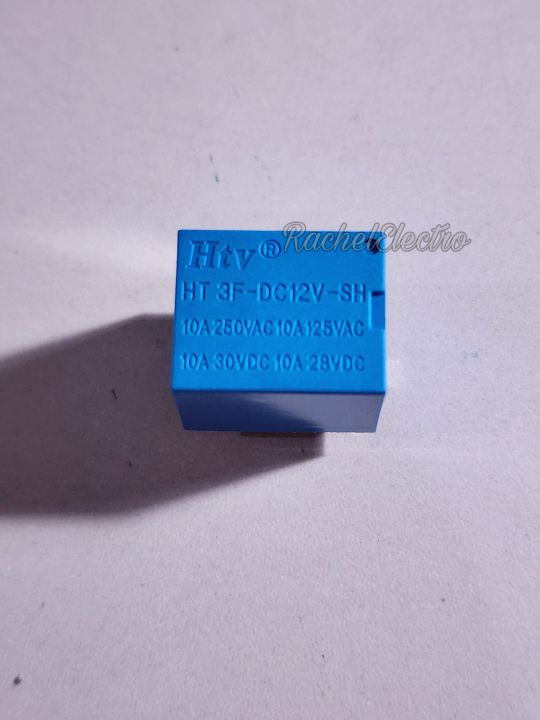 Htv®
RachelElectro
HT 3F-DC12V-SH
10A 250VAC 10A 125VAC
10A 30VDC 10A 28VDC